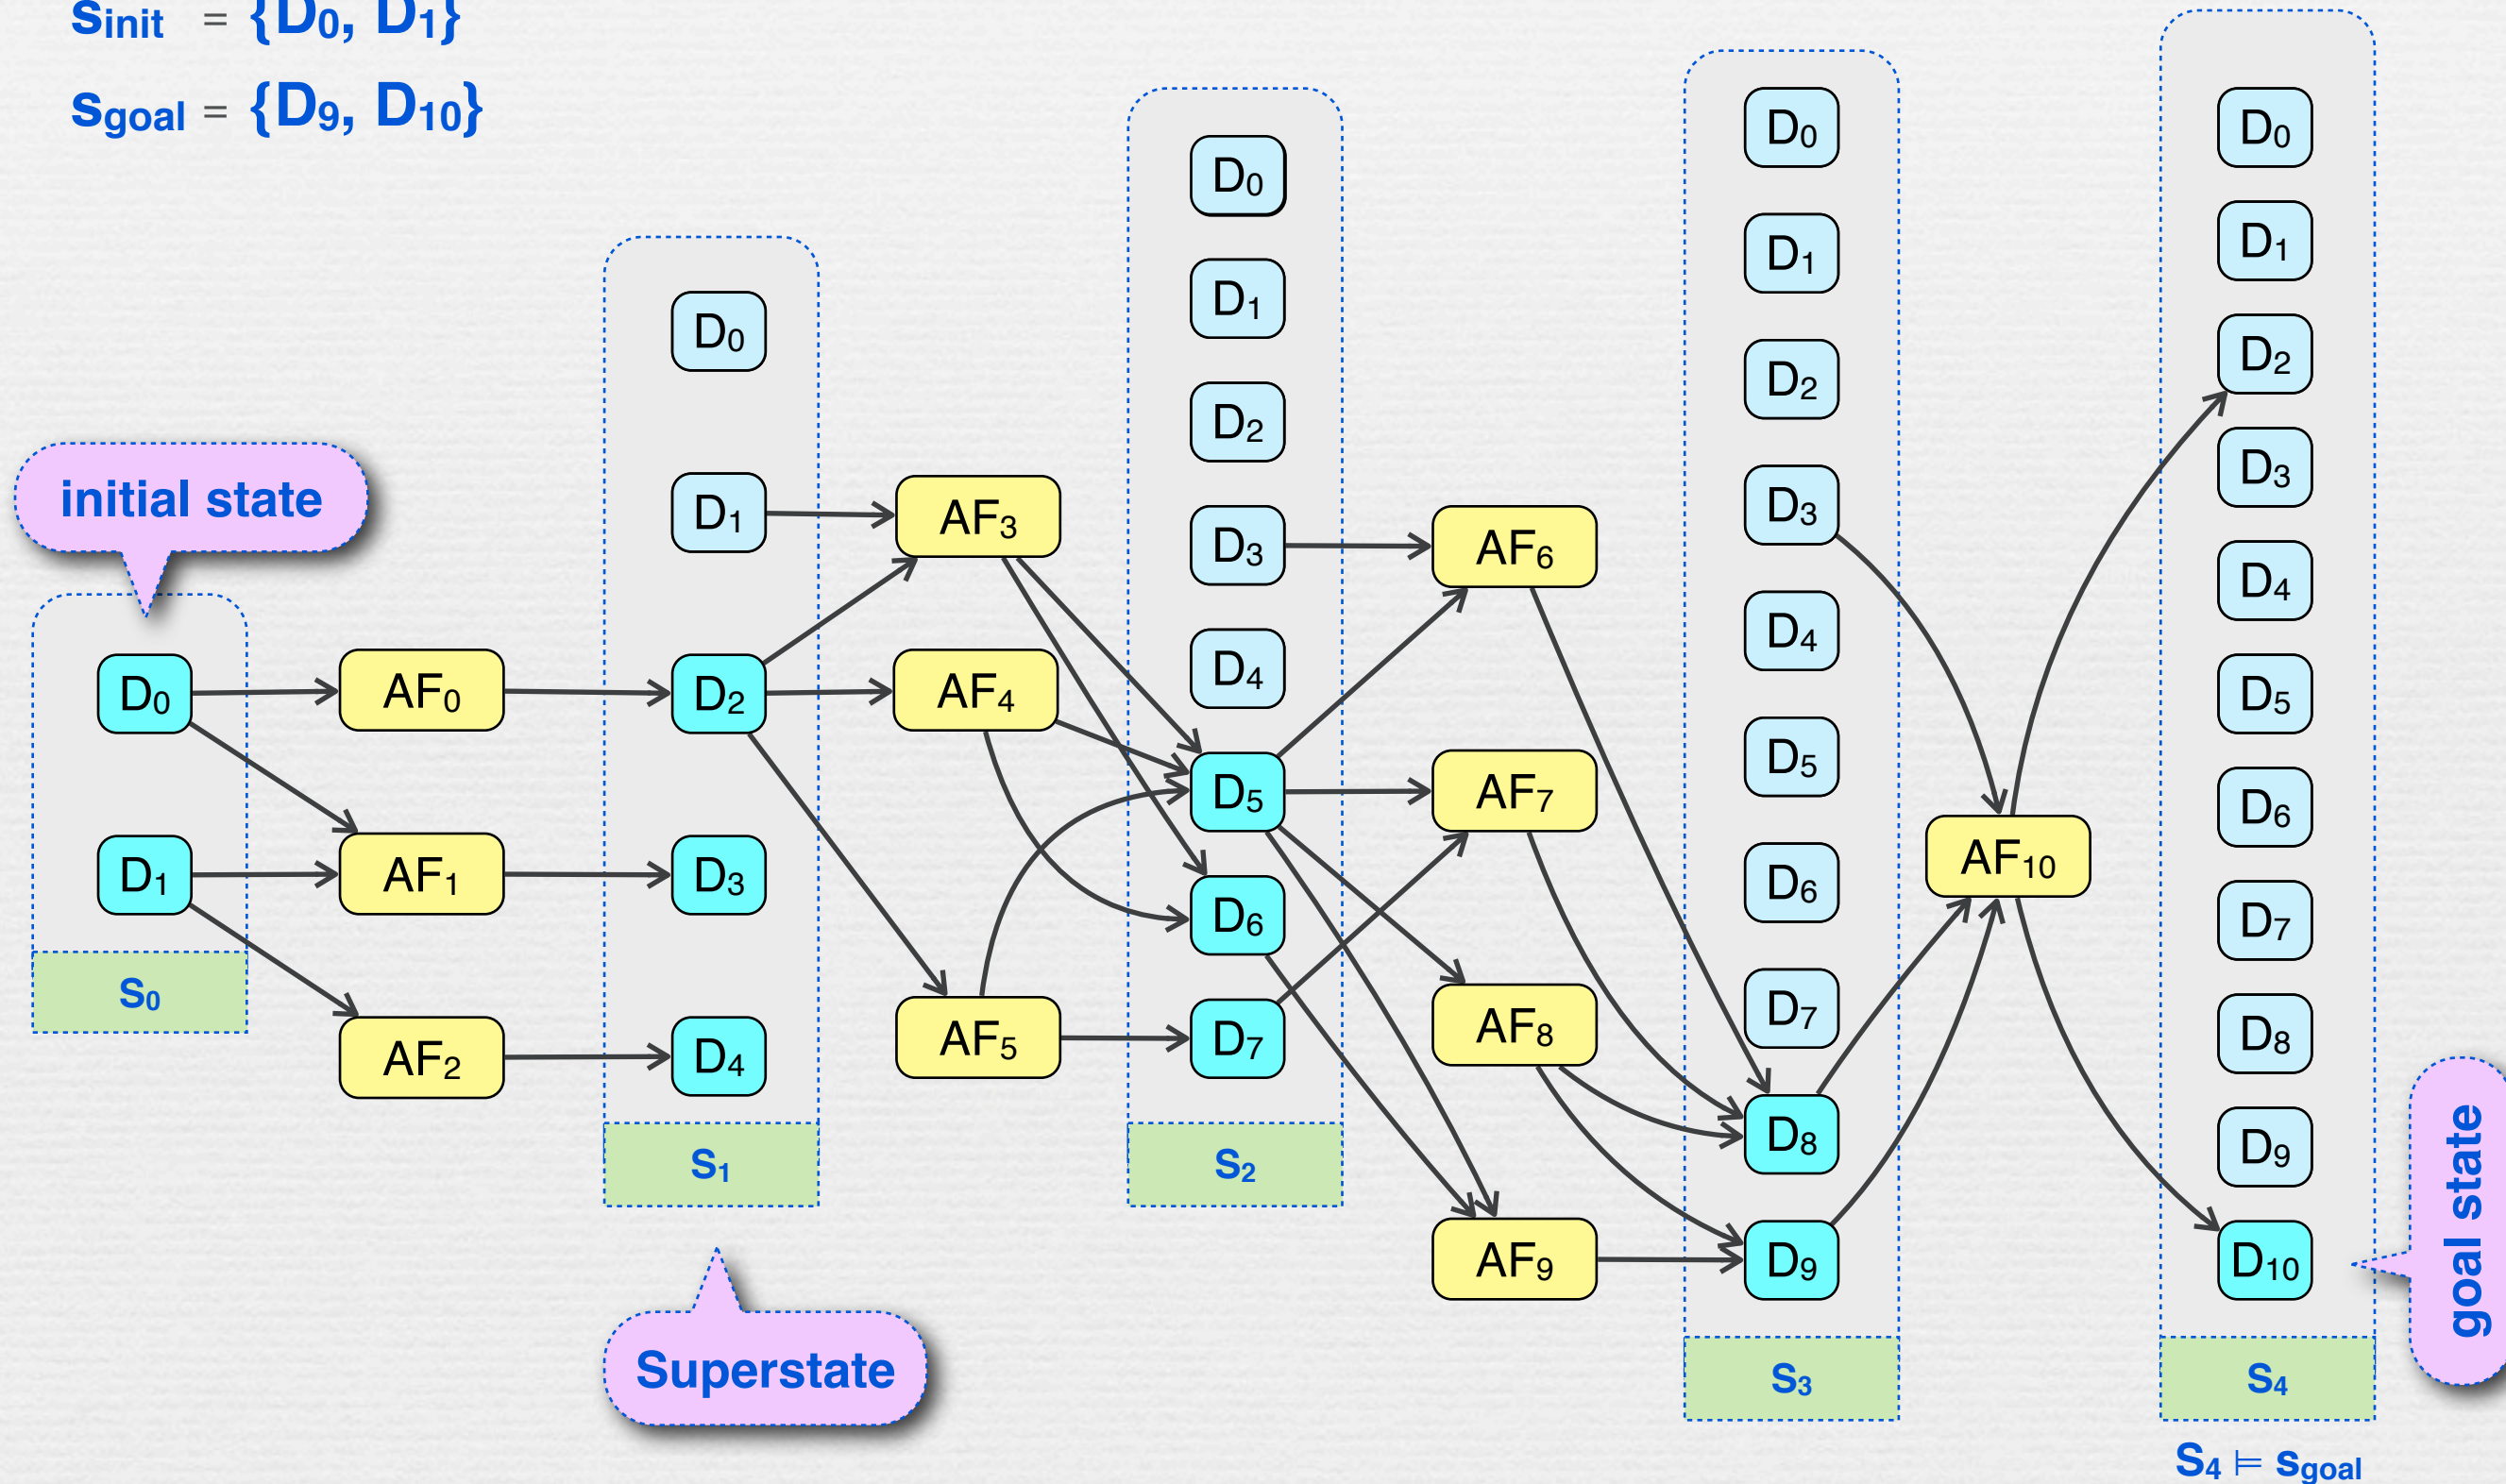 sinit = {D0, D1}
sgoal = {D9, D10}
initial state
D0
D1
S0
AF0
AF1
AF2
D0
D1
D2
D3
D4
S1
Superstate
AF3
AF4
AF5
D0
D1
D2
D3
D4
D5
D6
D7
S2
AF6
AF7
AF8
AF9
D0
D1
D2
D3
D4
D5
D6
D7
D8
D9
S3
AF10
D0
D1
D2
D3
D4
D5
D6
D7
D8
D9
D10
S4
goal state
S4 ⊨ sgoal